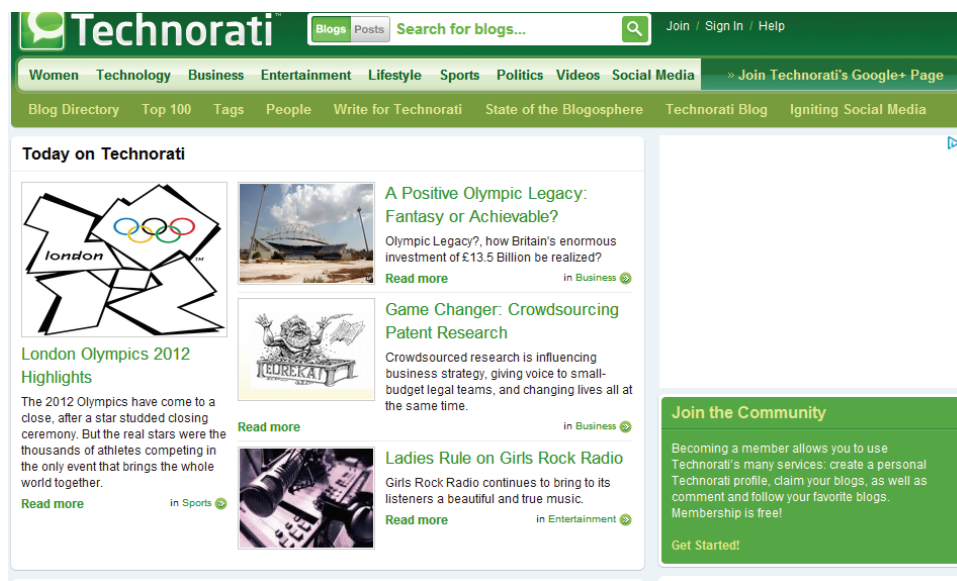 Technorati™
Blogs Posts Search for blogs...
Join / Sign In / Help
Women Technology Business Entertainment Lifestyle Sports Politics Videos Social Media » Join Technorati's Google+ Page
Blog Directory Top 100 Tags People Write for Technorati State of the Blogosphere Technorati Blog Igniting Social Media
Today on Technorati
london
TM
London Olympics 2012
Highlights
The 2012 Olympics have come to a
close, after a star studded closing
ceremony. But the real stars were the
thousands of athletes competing in
the only event that brings the whole
world together.
Read more in Sports
A Positive Olympic Legacy:
Fantasy or Achievable?
Olympic Legacy?, how Britain's enormous
investment of £13.5 Billion be realized?
Read more in Business
EUREKA!
Game Changer: Crowdsourcing
Patent Research
Crowdsourced research is influencing
business strategy, giving voice to small-
budget legal teams, and changing lives all at
the same time.
Read more in Business
Ladies Rule on Girls Rock Radio
Girls Rock Radio continues to bring to its
listeners a beautiful and true music.
Read more in Entertainment
Join the Community
Becoming a member allows you to use
Technorati's many services: create a personal
Technorati profile, claim your blogs, as well as
comment and follow your favorite blogs.
Membership is free!
Get Started!